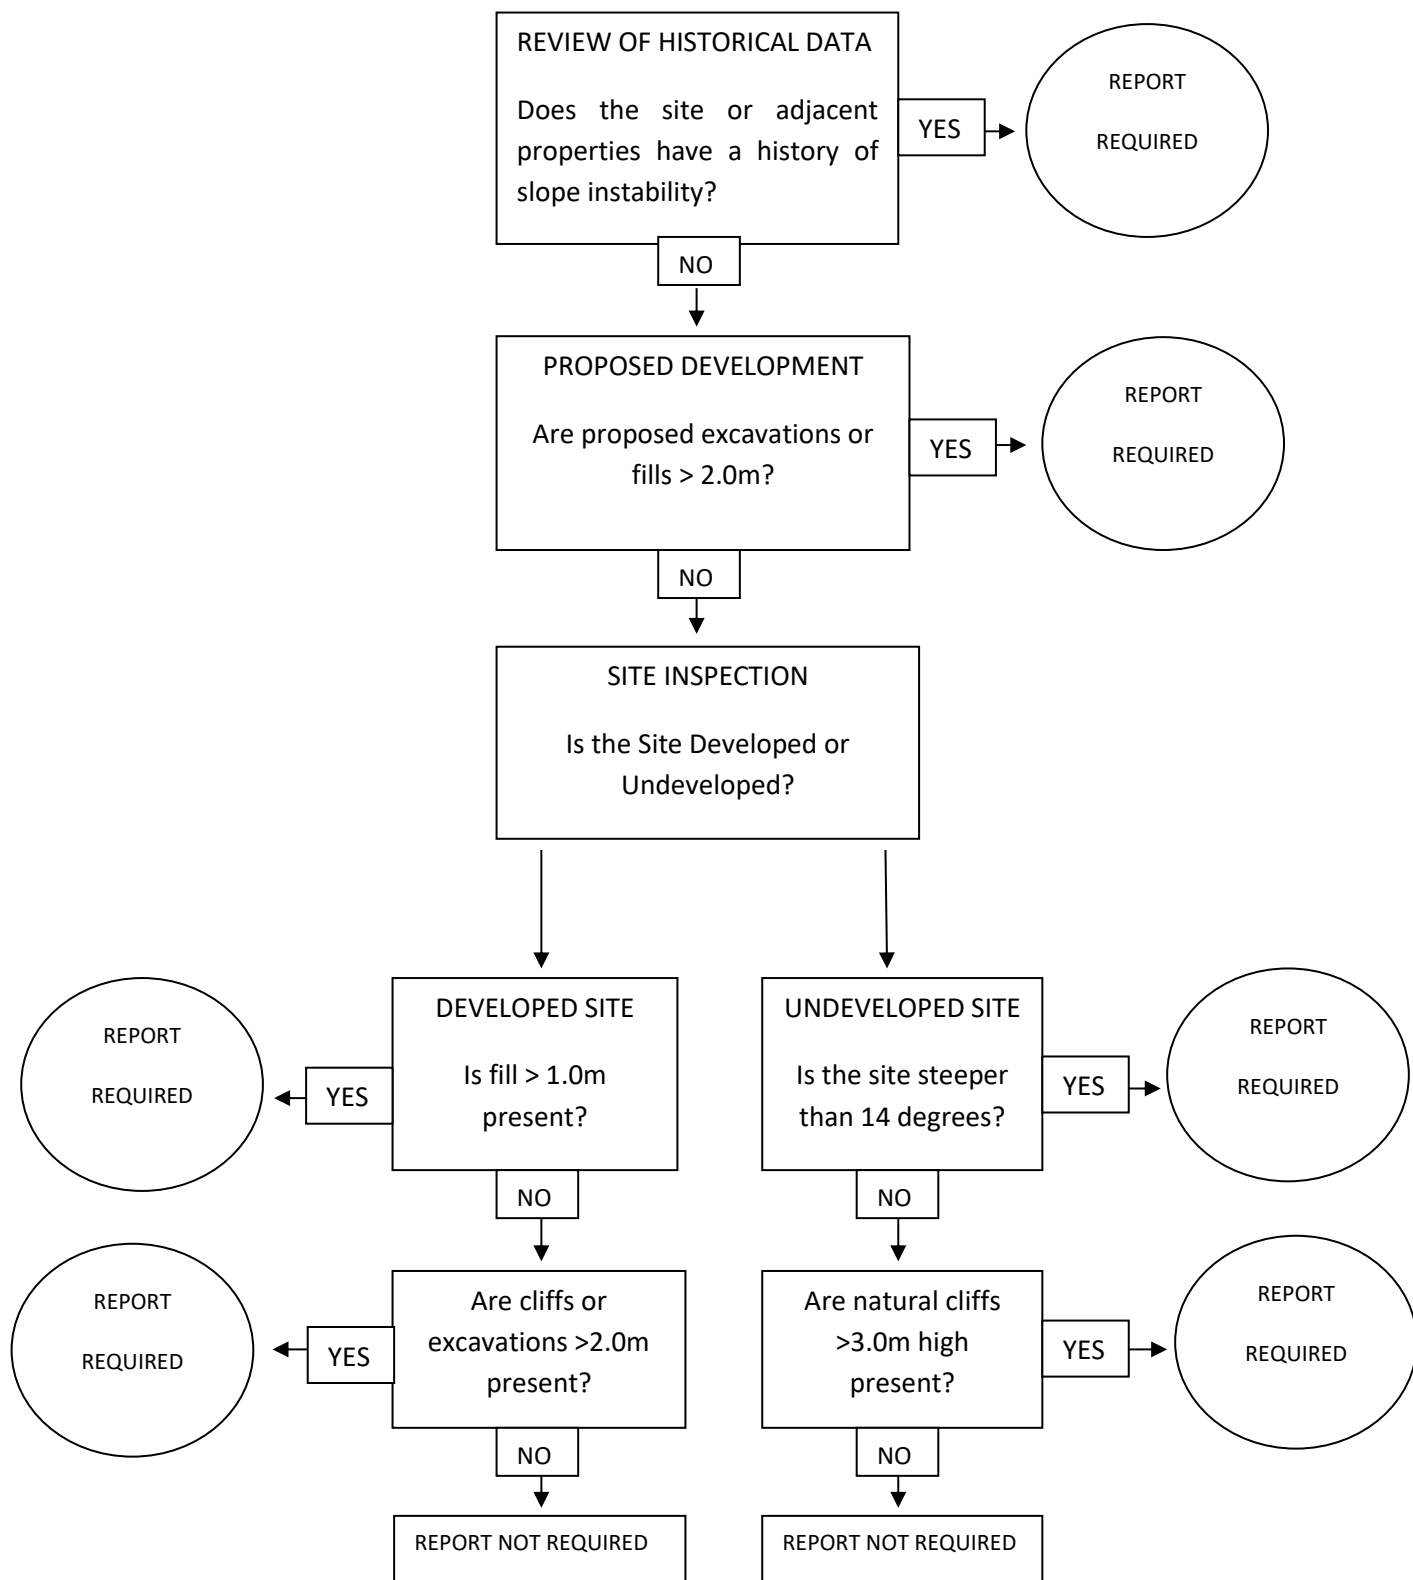 REVIEW OF HISTORICAL DATA
Does the site or adjacent
properties have a history of
slope instability?
YES
REPORT
REQUIRED
NO
PROPOSED DEVELOPMENT
Are proposed excavations or
fills > 2.0m?
YES
REPORT
REQUIRED
NO
SITE INSPECTION
Is the Site Developed or
Undeveloped?
DEVELOPED SITE
Is fill > 1.0m
present?
YES
REPORT
REQUIRED
NO
Are cliffs or
excavations >2.0m
present?
YES
REPORT
REQUIRED
NO
REPORT NOT REQUIRED
UNDEVELOPED SITE
Is the site steeper
than 14 degrees?
YES
REPORT
REQUIRED
NO
Are natural cliffs
>3.0m high
present?
YES
REPORT
REQUIRED
NO
REPORT NOT REQUIRED